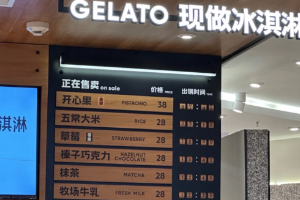 GELATO 现做冰淇淋
正在售卖 on sale 价格 出锅时间
开心果 PISTACHIO 38
五常大米 RICE 28
草莓 STRAWBERRY 28
榛子巧克力 HAZELNUT CHOCOLATE 28
抹茶 MATCHA 28
牧场牛乳 FRESH MILK 28
淇淋